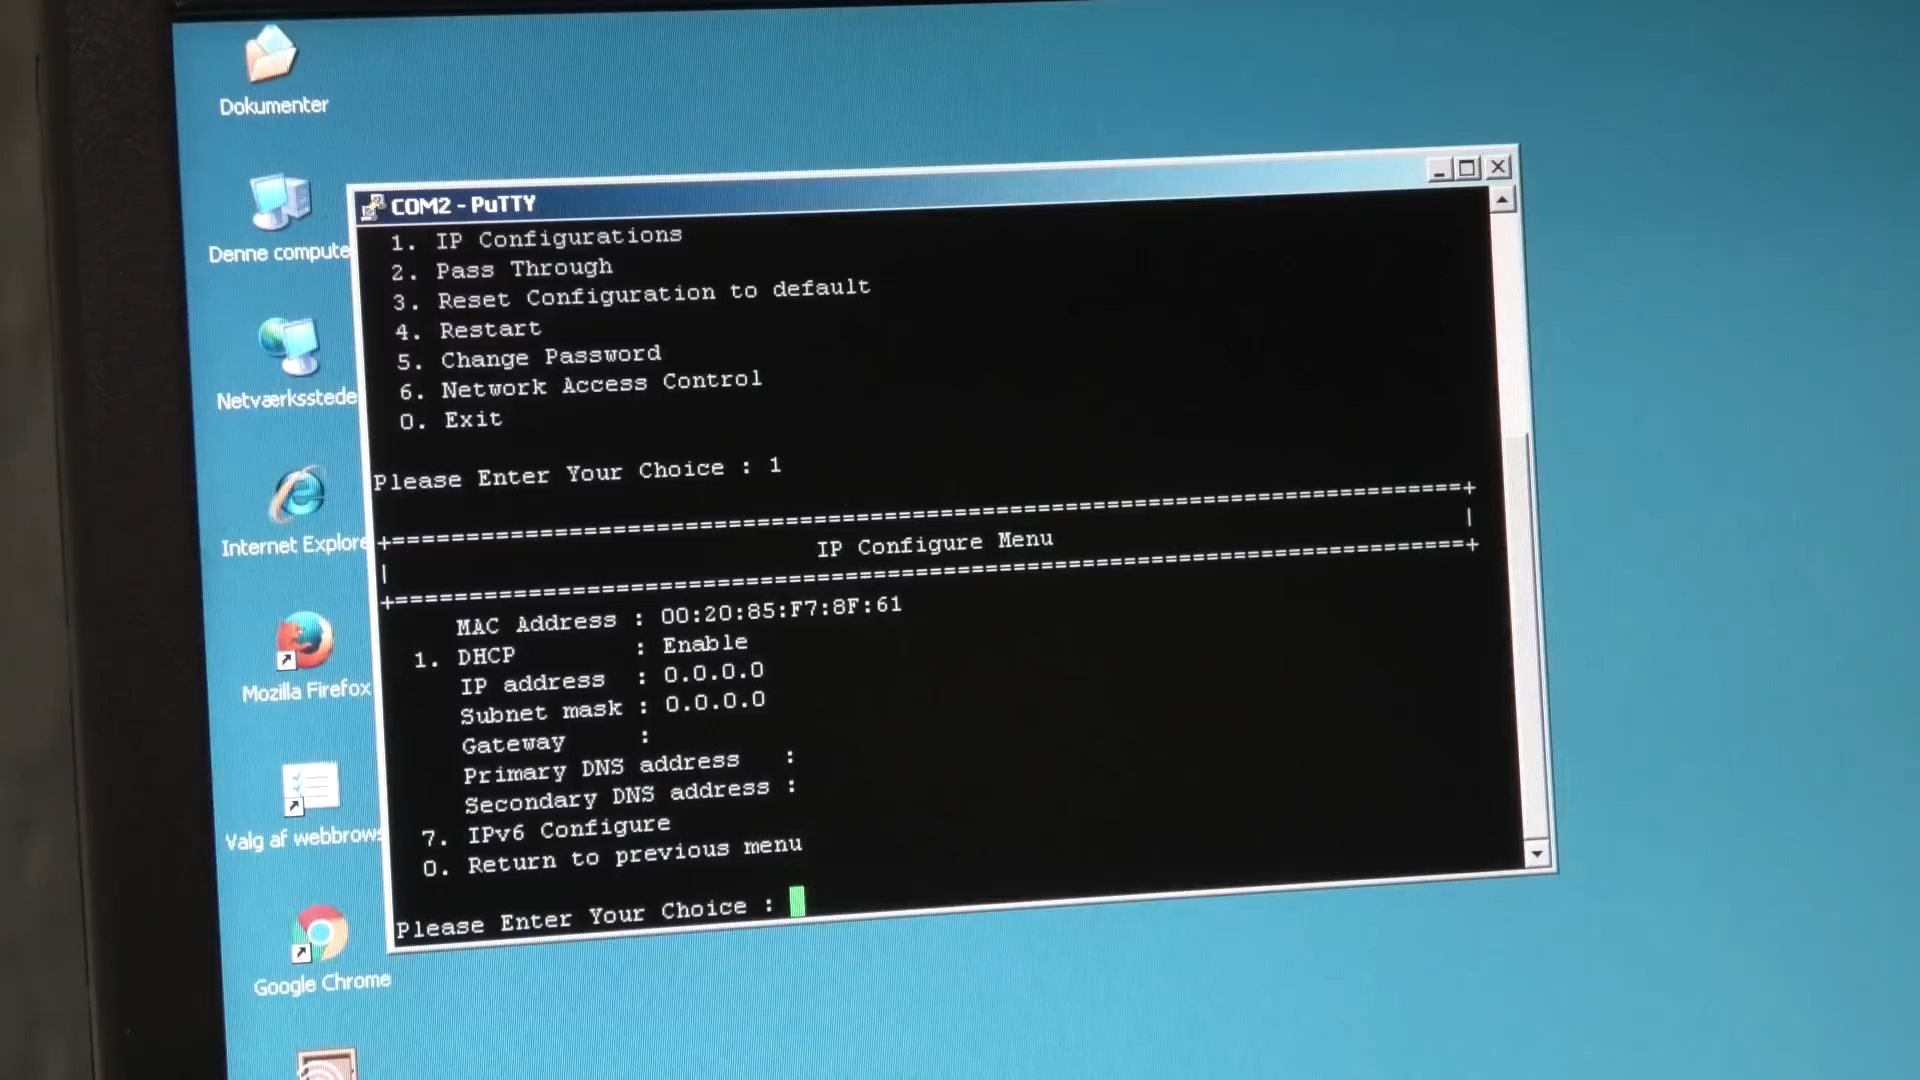 Dokumenter
Denne compute
Netværksstede
Internet Explore
Mozilla Firefox
Valg af webbrows
Google Chrome
COM2 - PuTTY
1. IP Configurations
2. Pass Through
3. Reset Configuration to default
4. Restart
5. Change Password
6. Network Access Control
0. Exit
Please Enter Your Choice : 1
+==========================================================================+
| IP Configure Menu |
+==========================================================================+
MAC Address : 00:20:85:F7:8F:61
1. DHCP : Enable
IP address : 0.0.0.0
Subnet mask : 0.0.0.0
Gateway :
Primary DNS address :
Secondary DNS address :
7. IPv6 Configure
0. Return to previous menu
Please Enter Your Choice :